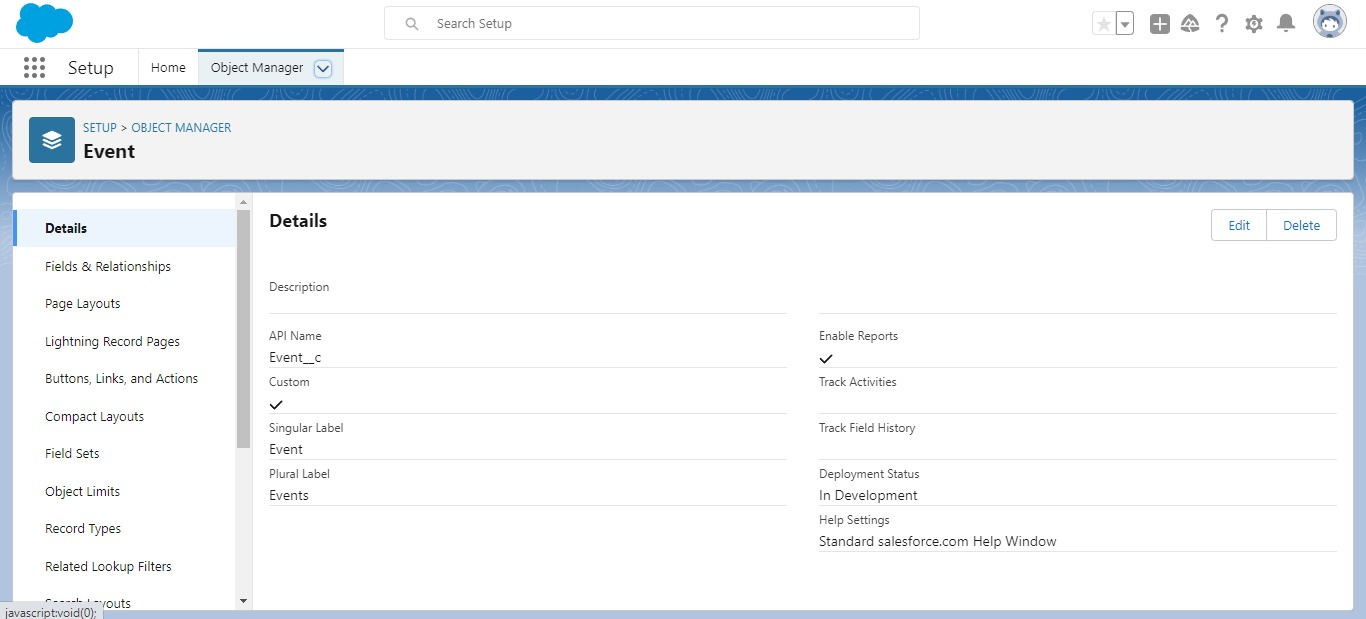 Search Setup
Setup
Home
Object Manager
SETUP > OBJECT MANAGER
Event
Details
Fields & Relationships
Page Layouts
Lightning Record Pages
Buttons, Links, and Actions
Compact Layouts
Field Sets
Object Limits
Record Types
Related Lookup Filters
Search Layouts
javascript:void(0);
Details
Edit
Delete
Description
API Name
Event__c
Custom
Singular Label
Event
Plural Label
Events
Enable Reports
Track Activities
Track Field History
Deployment Status
In Development
Help Settings
Standard salesforce.com Help Window